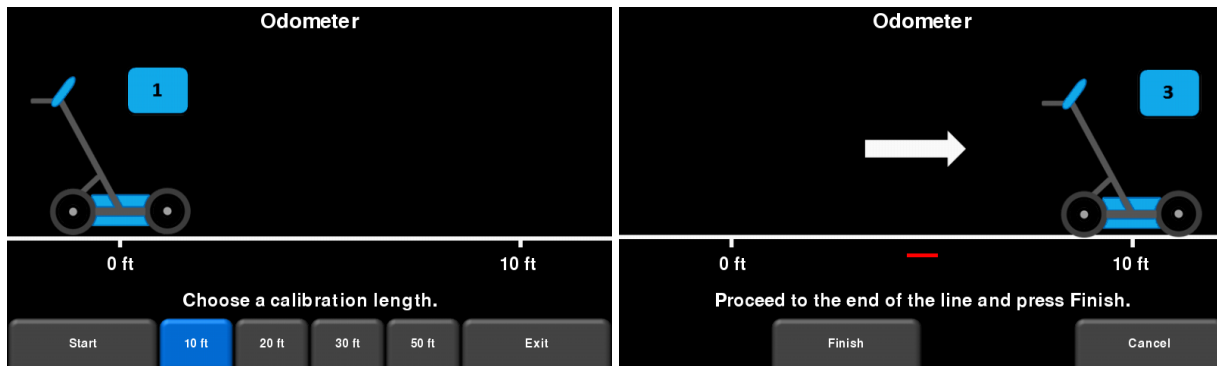 Odometer
1
0 ft 10 ft
Choose a calibration length.
Start 10 ft 20 ft 30 ft 50 ft Exit
Odometer
3
0 ft 10 ft
Proceed to the end of the line and press Finish.
Finish Cancel